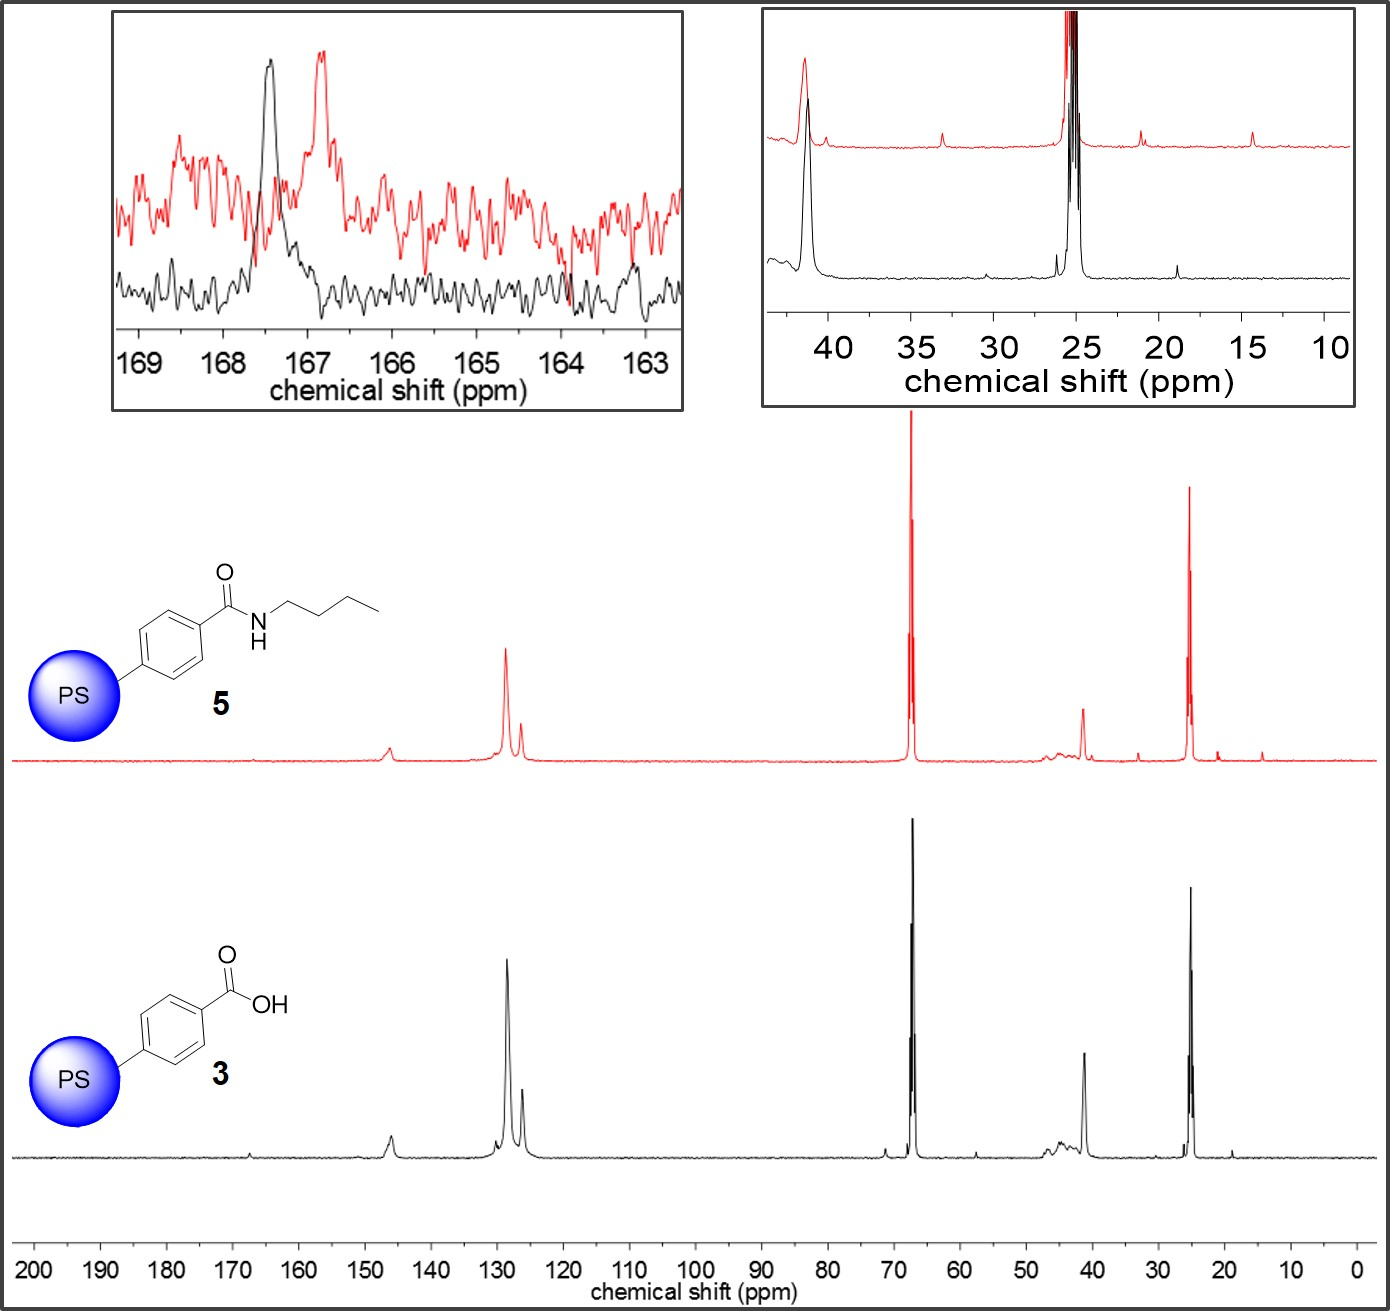 169 168 167 166 165 164 163
chemical shift (ppm)
40 35 30 25 20 15 10
chemical shift (ppm)
O
N
H
PS
5
O
OH
PS
3
200 190 180 170 160 150 140 130 120 110 100 90 80 70 60 50 40 30 20 10 0
chemical shift (ppm)